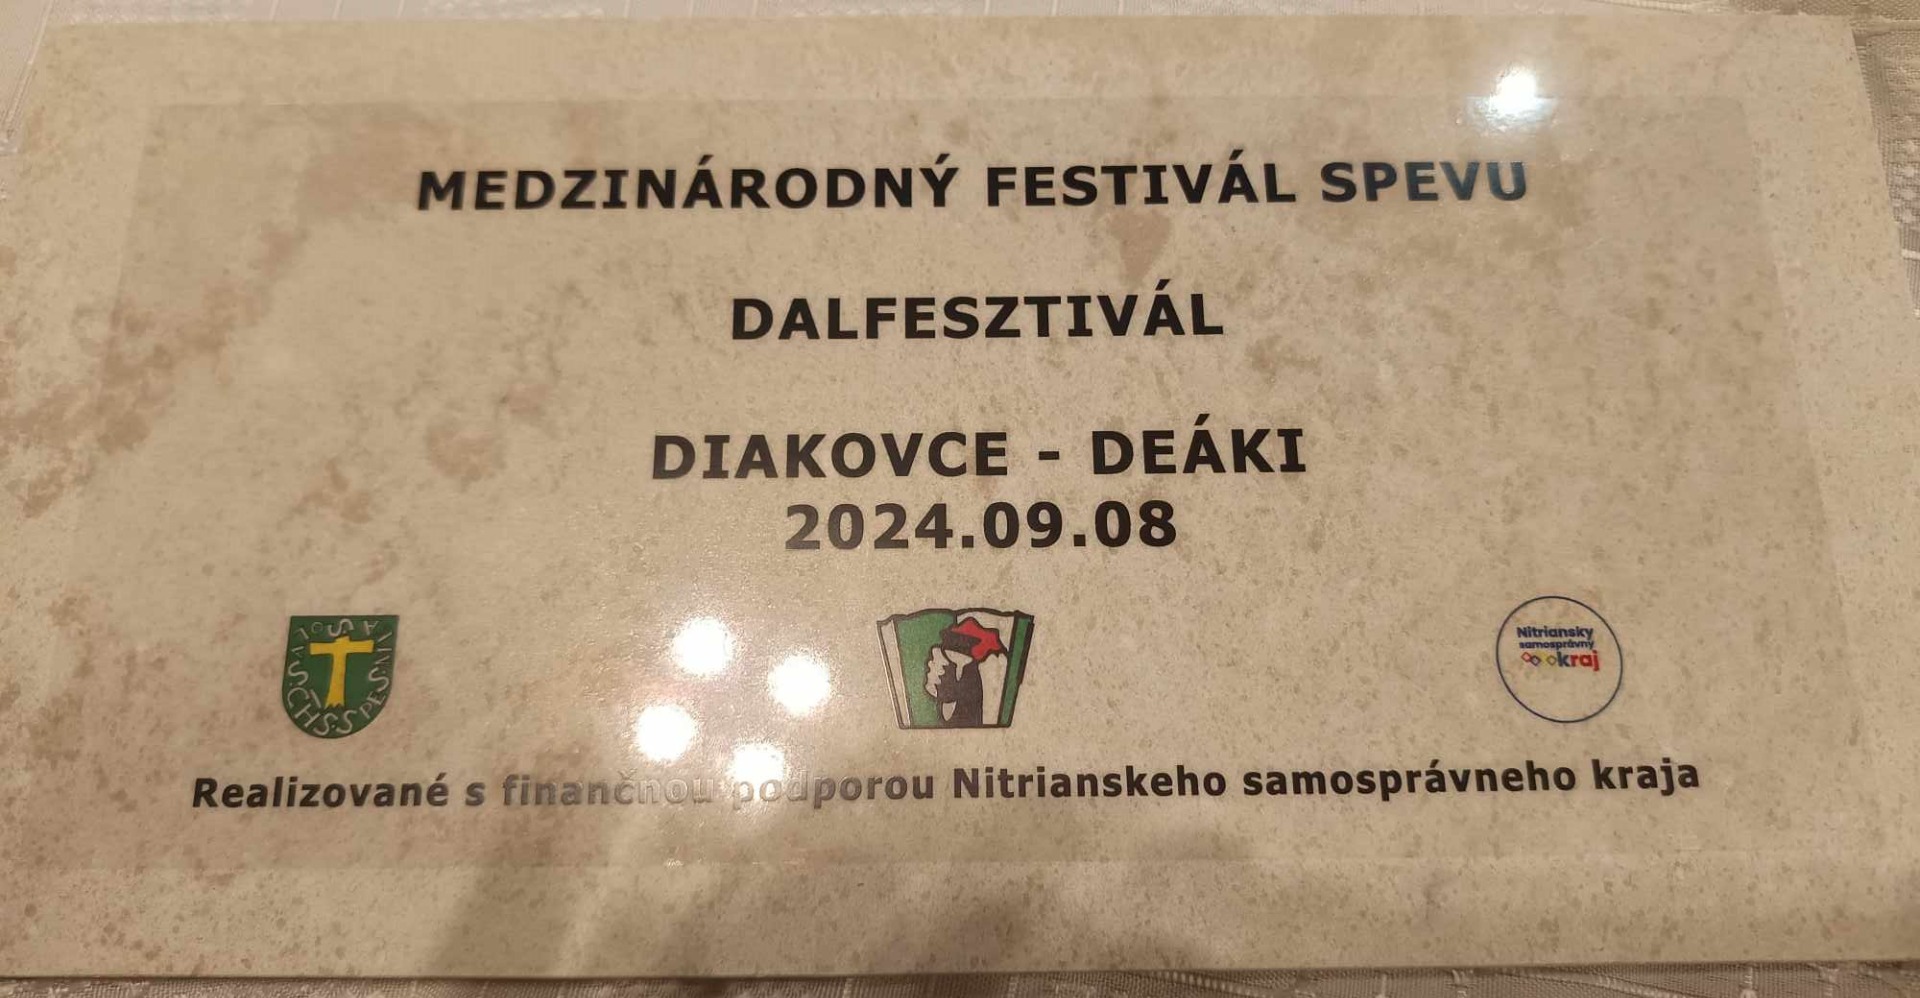 MEDZINÁRODNÝ FESTIVÁL SPEVU
DALFESZTIVÁL
DIAKOVCE - DEÁKI
2024.09.08
Nitriansky
samosprávny
kraj
Realizované s finančnou podporou Nitrianskeho samosprávneho kraja